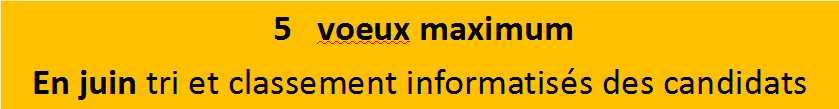 5 voeux maximum
En juin tri et classement informatisés des candidats